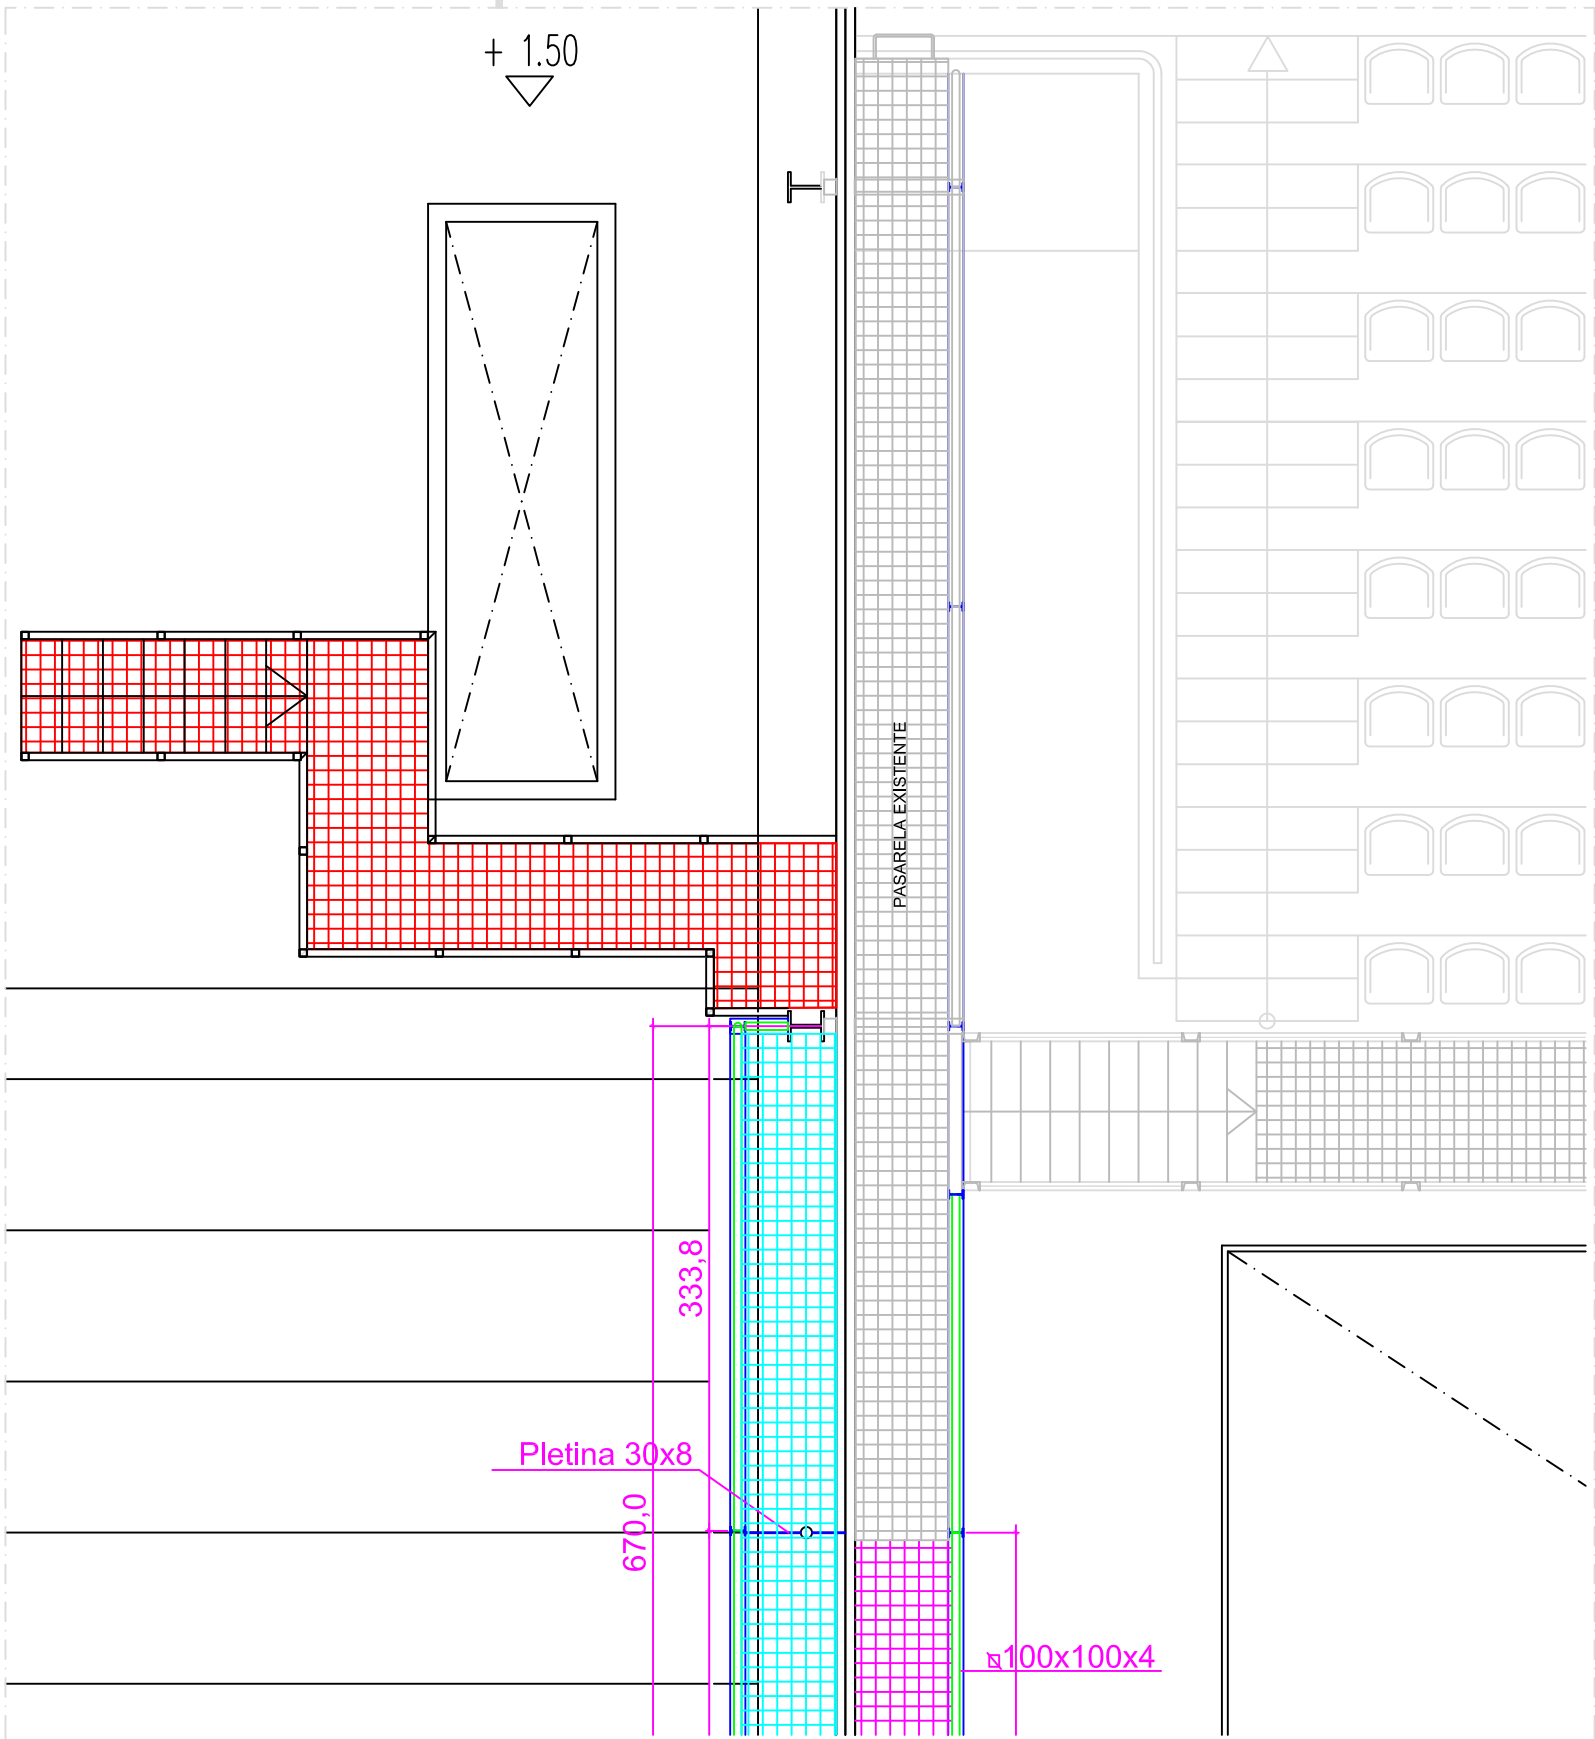 + 1.50
PASARELA EXISTENTE
333,8
Pletina 30x8
670,0
100x100x4